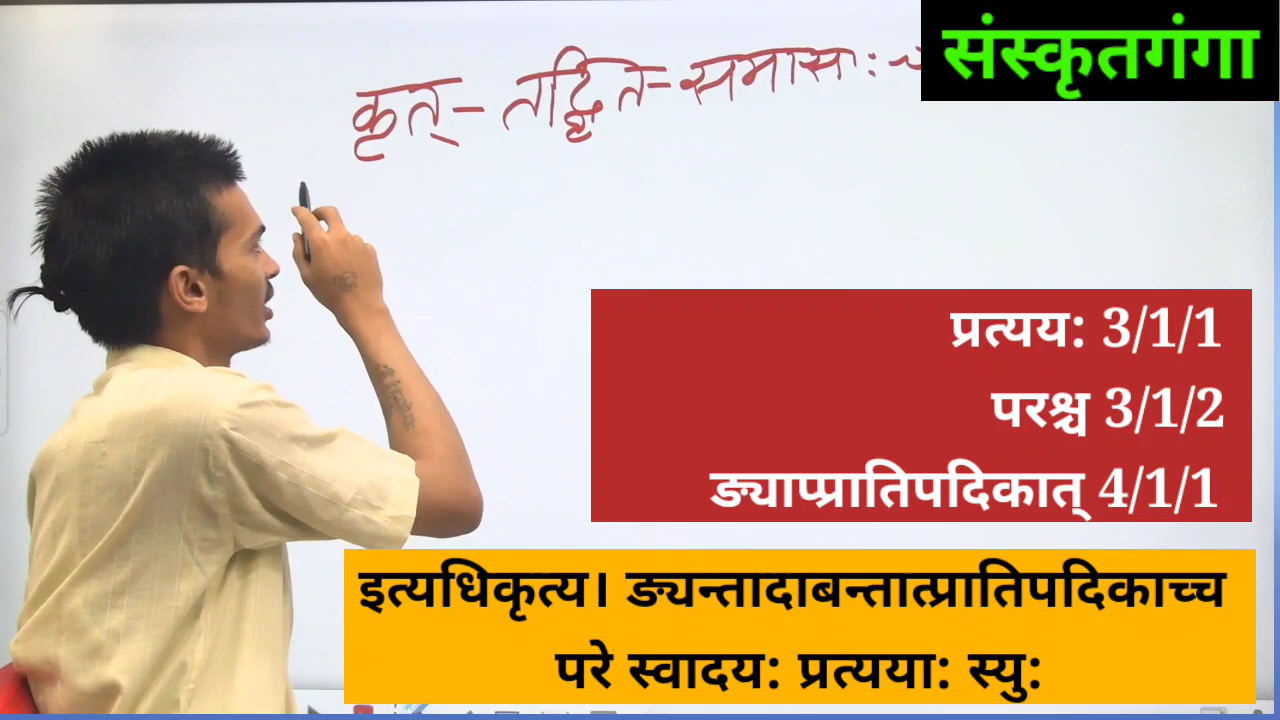 संस्कृतगंगा
कृत्- तद्धित-समासः
प्रत्यय: 3/1/1
परश्च 3/1/2
ङ्याप्प्रातिपदिकात् 4/1/1
इत्यधिकृत्य। ङ्यन्तादाबन्तात्प्रातिपदिकाच्च
परे स्वादय: प्रत्यया: स्यु: